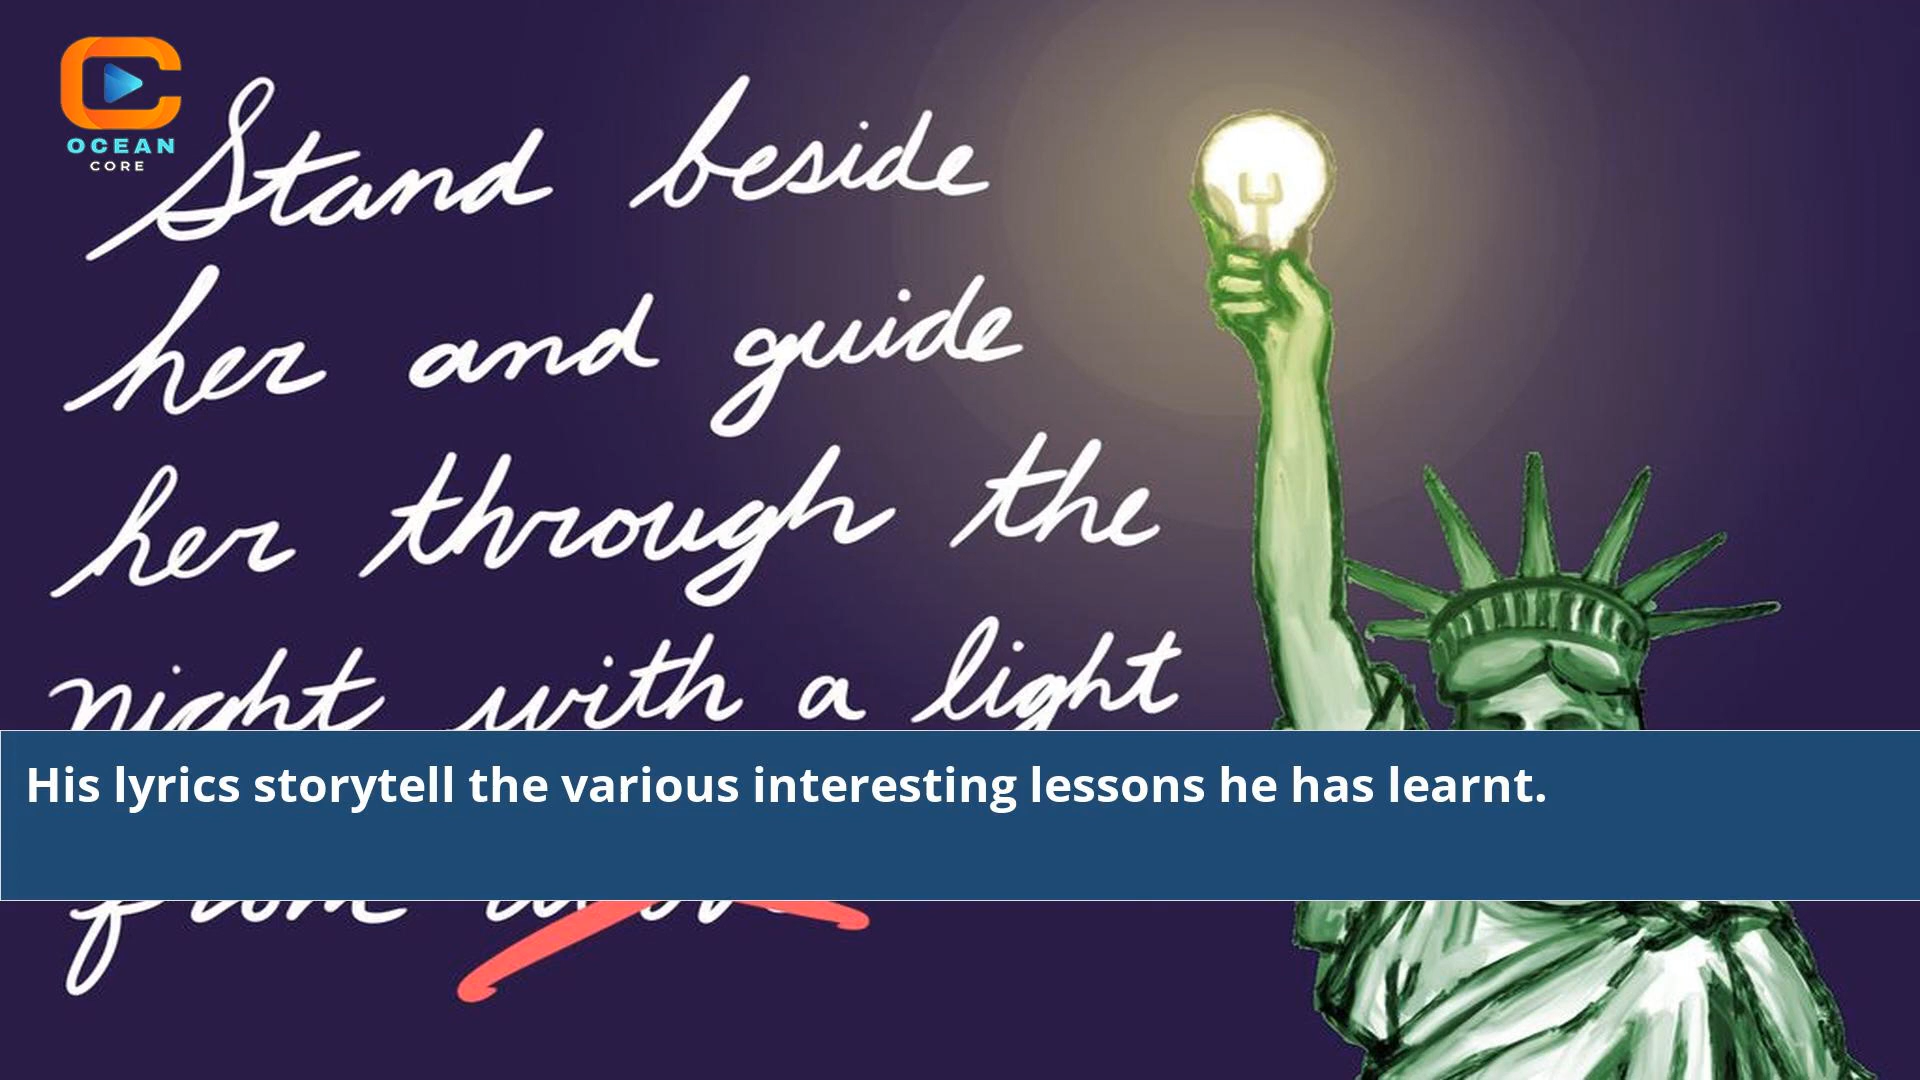 OCEAN
CORE
Stand beside
her and guide
her through the
night with a light
His lyrics storytell the various interesting lessons he has learnt.
from